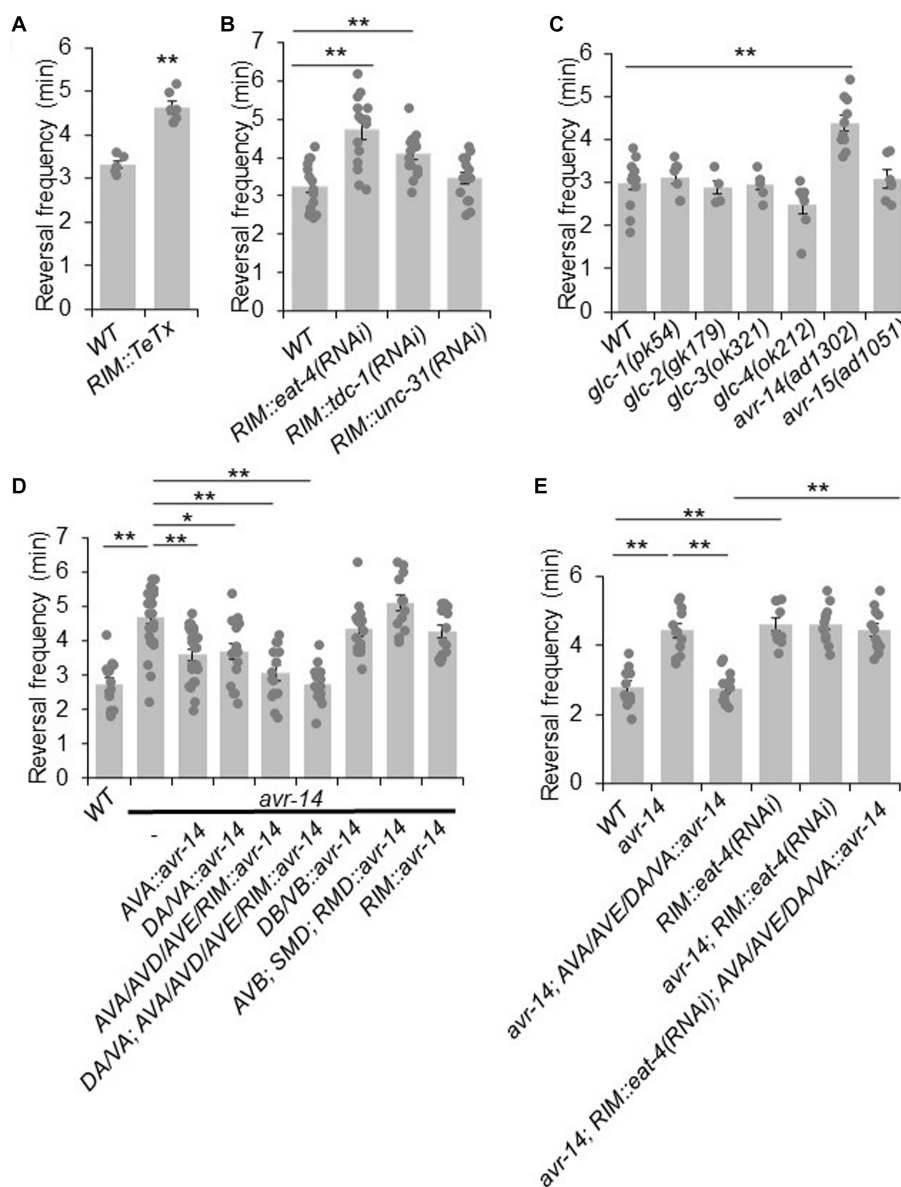 A
Reversal frequency (min)
6
5
4
3
2
1
0
**
WT
RIM::TeTx
B
Reversal frequency (min)
7
6
5
4
3
2
1
0
**
**
WT
RIM::eat-4(RNAi)
RIM::tdc-1(RNAi)
RIM::unc-31(RNAi)
C
Reversal frequency (min)
6
5
4
3
2
1
0
**
WT
glc-1(pk54)
glc-2(gk179)
glc-3(ok321)
glc-4(ok212)
avr-14(ad1302)
avr-15(ad1051)
D
Reversal frequency (min)
7
6
5
4
3
2
1
0
**
**
*
**
**
WT
avr-14
-
AVA::avr-14
DA/VA::avr-14
AVA/AVD/AVE/RIM::avr-14
DA/VA; AVA/AVD/AVE/RIM::avr-14
DB/VB::avr-14
AVB; SMD; RMD::avr-14
RIM::avr-14
E
Reversal frequency (min)
6
4
2
0
**
**
**
**
WT
avr-14
avr-14; AVA/AVE/DA/VA::avr-14
RIM::eat-4(RNAi)
avr-14; RIM::eat-4(RNAi)
avr-14; RIM::eat-4(RNAi); AVA/AVE/DA/VA::avr-14